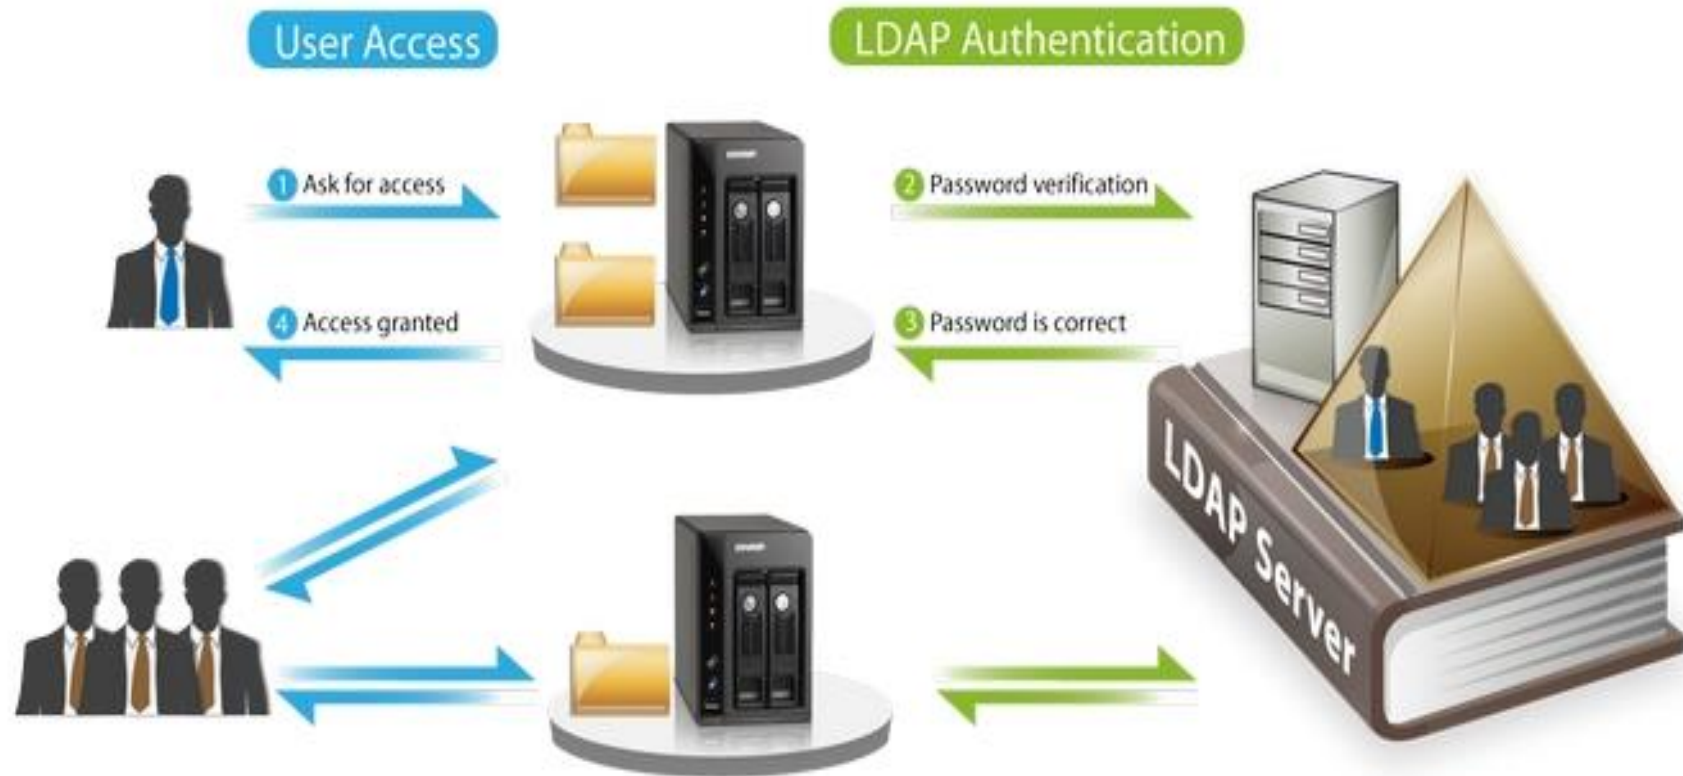 User Access
LDAP Authentication
1 Ask for access
2 Password verification
4 Access granted
3 Password is correct
LDAP Server